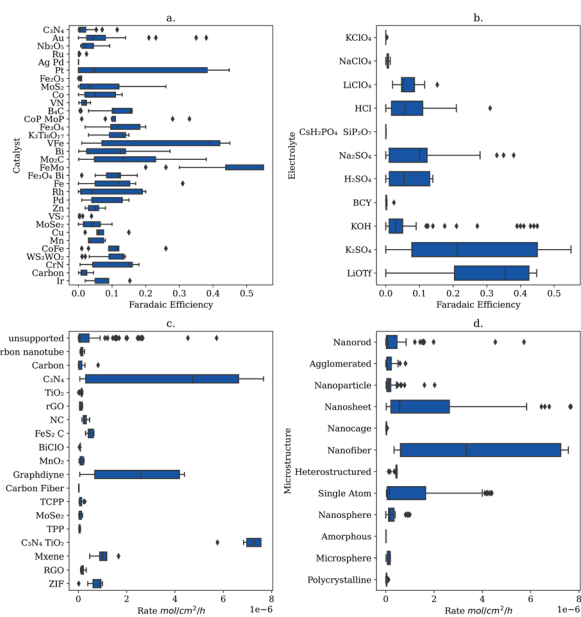 a.
C₃N₄
Au
Nb₂O₅
Ru
Ag Pd
Pt
Fe₂O₃
MoS₂
Co
VN
B₄C
CoP MoP
Fe₃O₄
K₃Ti₈O₁₇
VFe
Bi
Mo₂C
FeMo
Fe₃O₄ Bi
Fe
Rh
Pd
Zn
VS₂
MoSe₂
Cu
Mn
CoFe
WS₂WO₂
CrN
Carbon
Ir
Catalyst
0.0 0.1 0.2 0.3 0.4 0.5
Faradaic Efficiency
b.
KClO₄
NaClO₄
LiClO₄
HCl
CsH₂PO₄ SiP₂O₇
Na₂SO₄
H₂SO₄
BCY
KOH
K₂SO₄
LiOTf
Electrolyte
0.0 0.1 0.2 0.3 0.4 0.5
Faradaic Efficiency
c.
unsupported
rbon nanotube
Carbon
C₃N₄
TiO₂
rGO
NC
FeS₂ C
BiClO
MnO₂
Graphdiyne
Carbon Fiber
TCPP
MoSe₂
TPP
C₃N₄ TiO₂
Mxene
RGO
ZIF
0 2 4 6 8
1e−6
Rate mol/cm²/h
d.
Nanorod
Agglomerated
Nanoparticle
Nanosheet
Nanocage
Nanofiber
Heterostructured
Single Atom
Nanosphere
Amorphous
Microsphere
Polycrystalline
Microstructure
0 2 4 6 8
1e−6
Rate mol/cm²/h